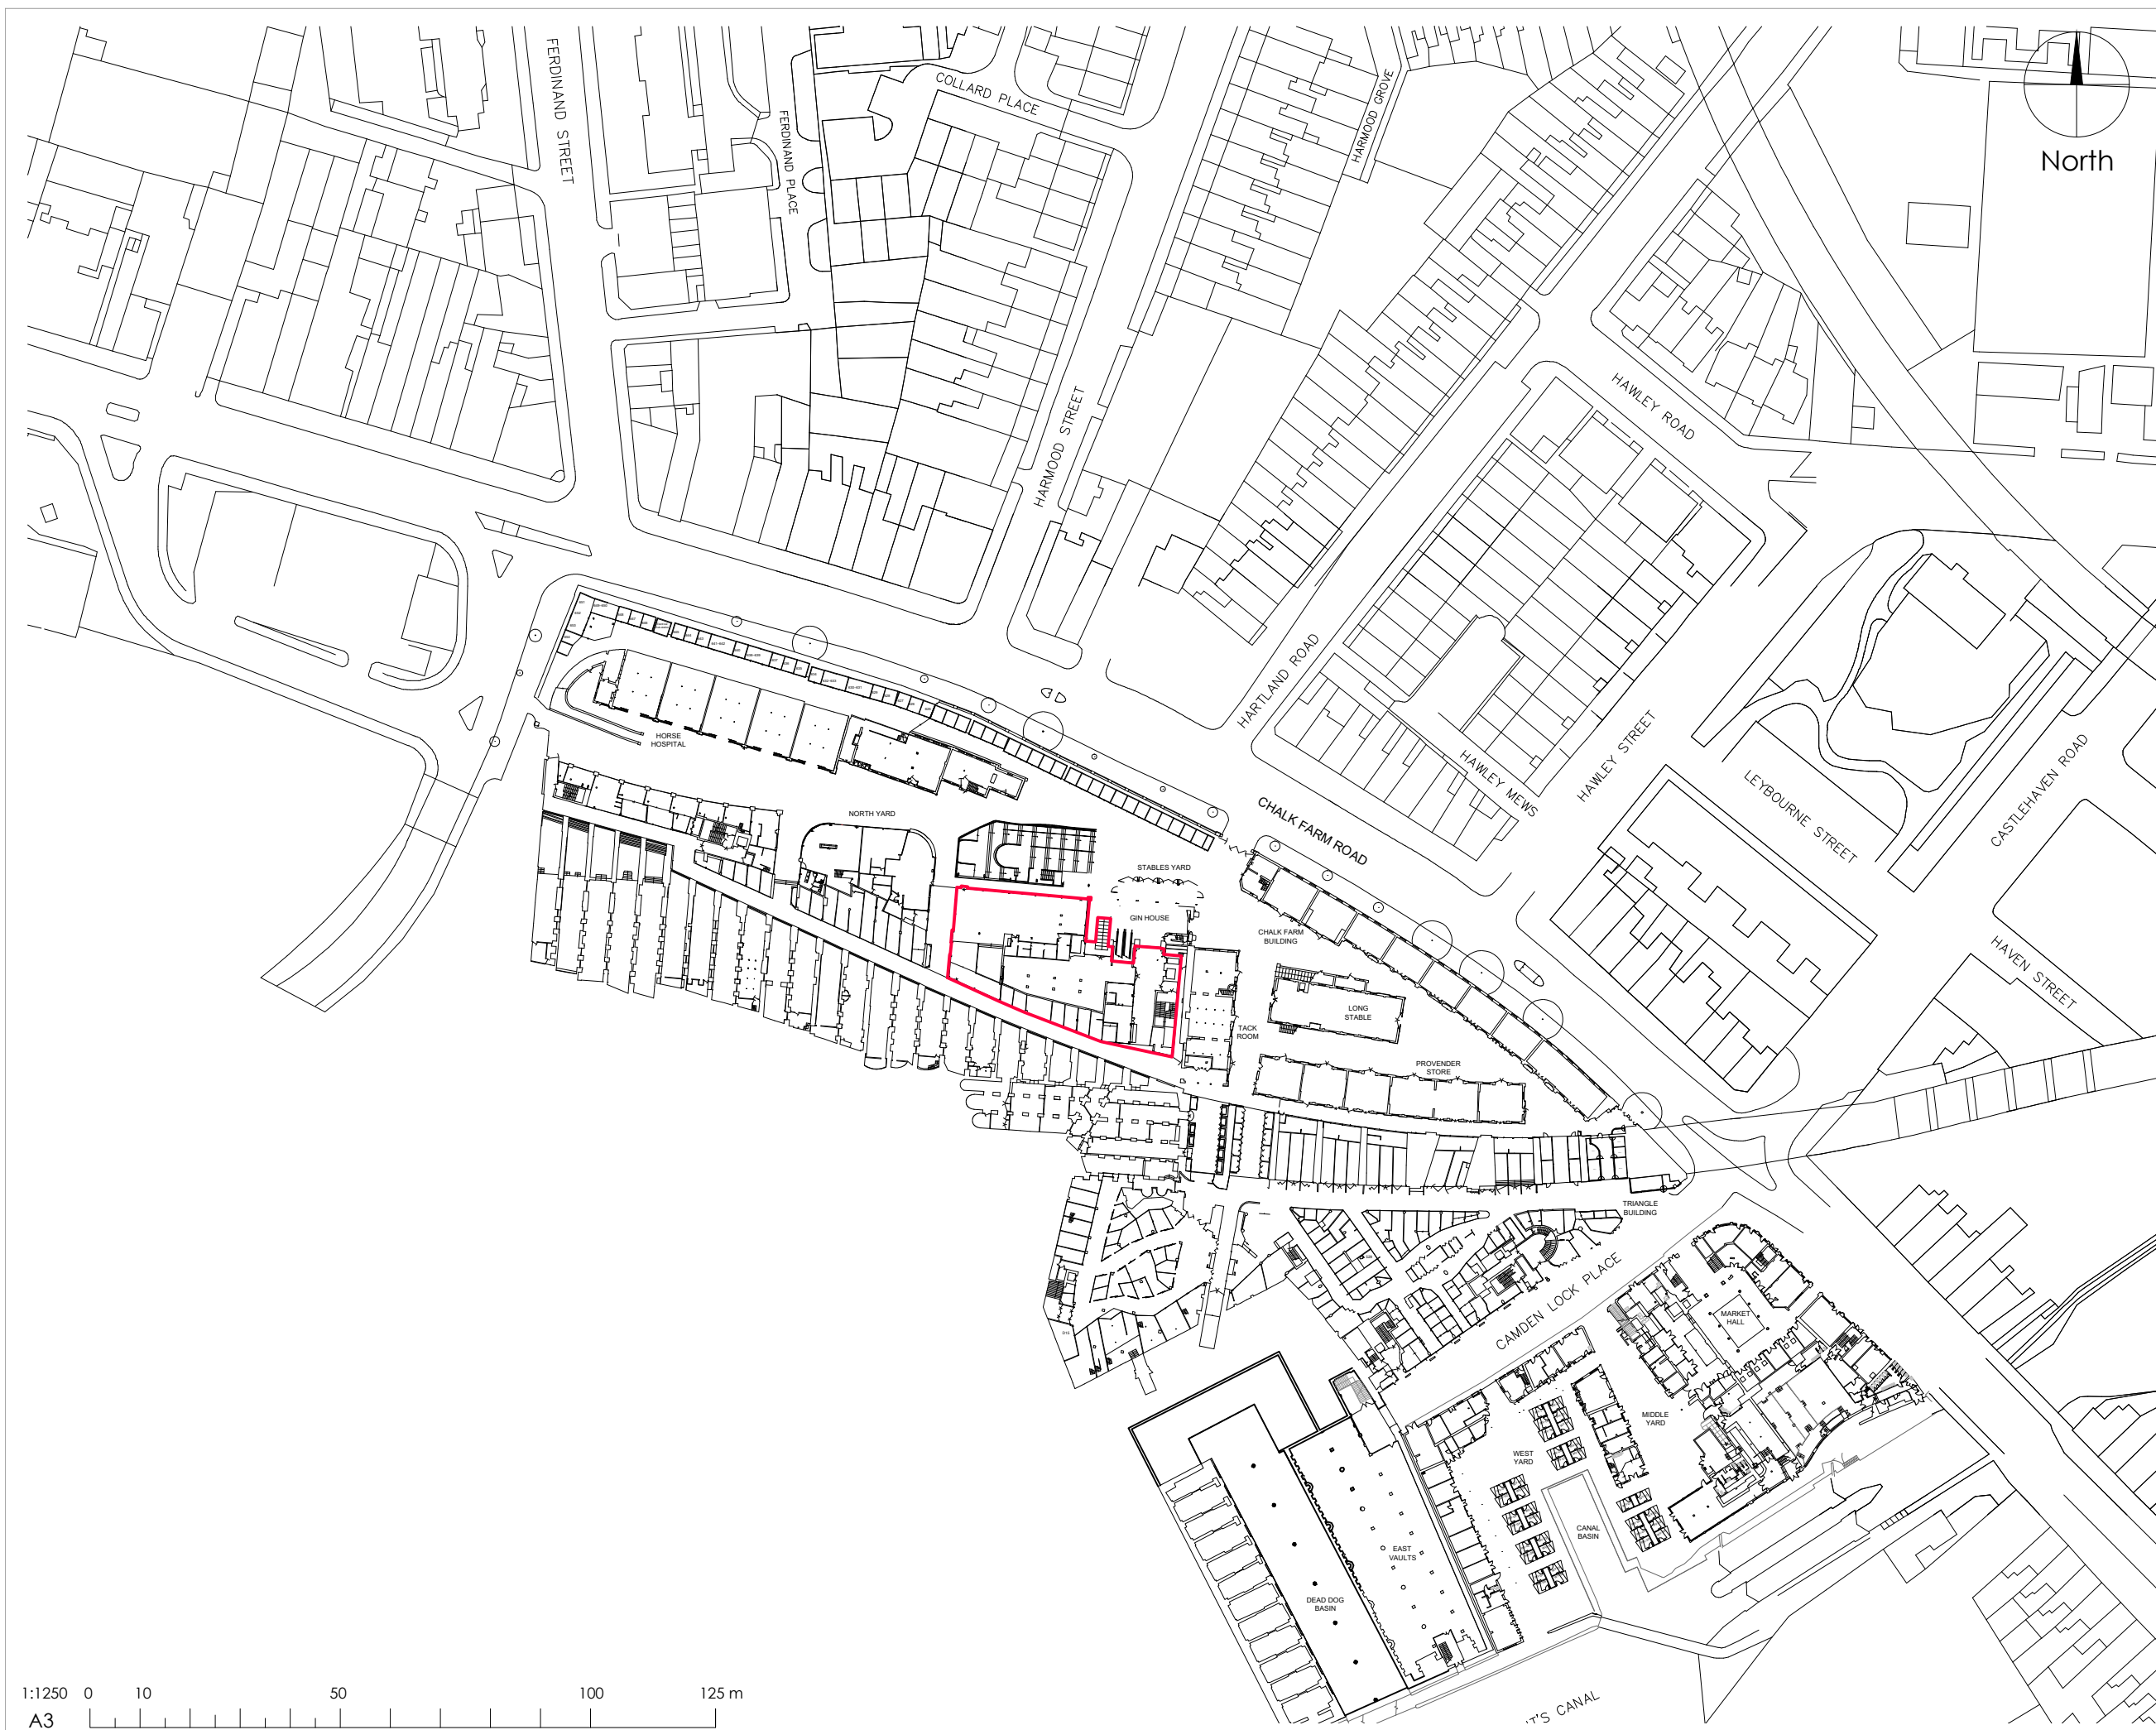 FERDINAND STREET
FERDINAND PLACE
COLLARD PLACE
HARMOOD GROVE
North
HARMOOD STREET
HAWLEY ROAD
HARTLAND ROAD
HAWLEY MEWS
HAWLEY STREET
LEYBOURNE STREET
CASTLEHAVEN ROAD
HAVEN STREET
CHALK FARM ROAD
HORSE
HOSPITAL
NORTH YARD
STABLES YARD
GIN HOUSE
CHALK FARM
BUILDING
LONG
STABLE
TACK
ROOM
PROVENDER
STORE
TRIANGLE
BUILDING
CAMDEN LOCK PLACE
MARKET
HALL
MIDDLE
YARD
WEST
YARD
CANAL
BASIN
EAST
VAULTS
DEAD DOG
BASIN
T'S CANAL
1:1250 0 10 50 100 125 m
A3